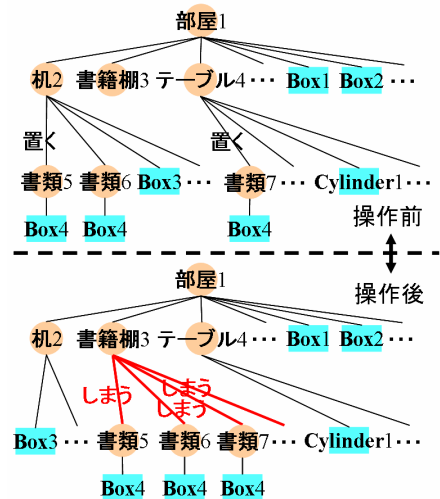 部屋1
机2 書籍棚3 テーブル4 ··· Box1 Box2 ···
置く 置く
書類5 書類6 Box3 ··· 書類7 ··· Cylinder1···
Box4 Box4 Box4
操作前
操作後
部屋1
机2 書籍棚3 テーブル4 ··· Box1 Box2 ···
しまう しまう
しまう
Box3 ··· 書類5 書類6 書類7 ··· Cylinder1···
Box4 Box4 Box4